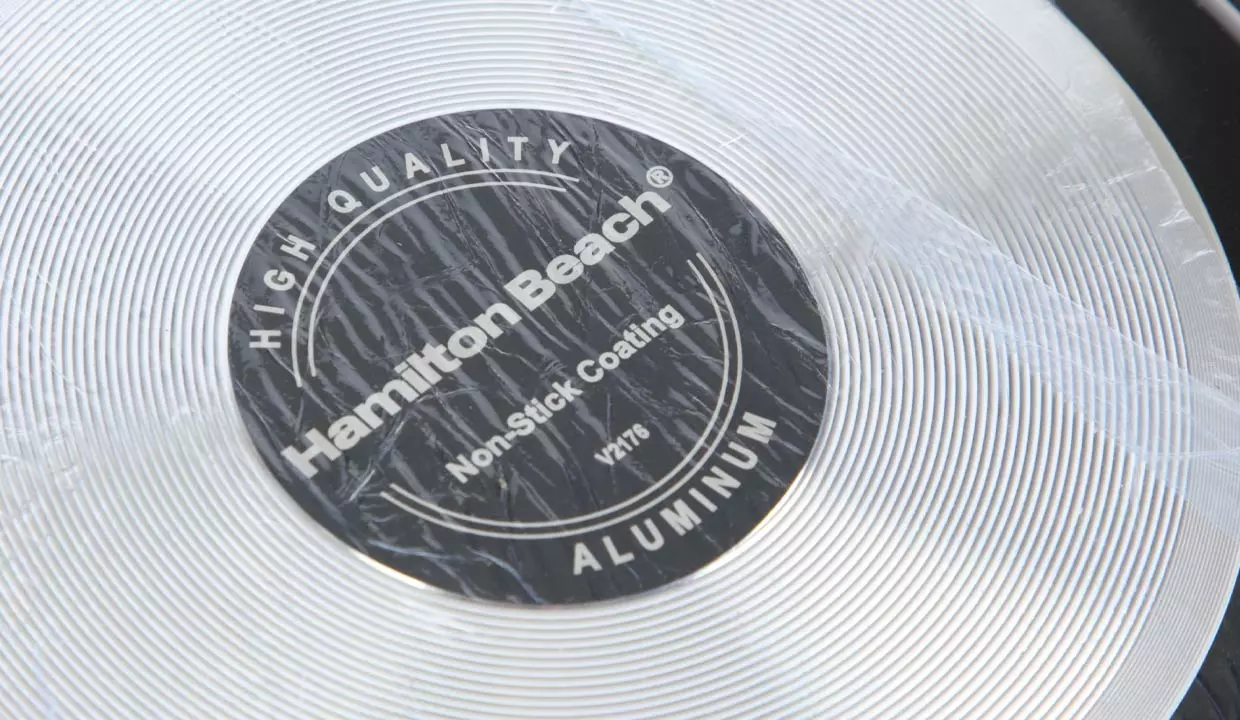 HIGH QUALITY
Hamilton Beach®
Non-Stick Coating
V2176
ALUMINUM